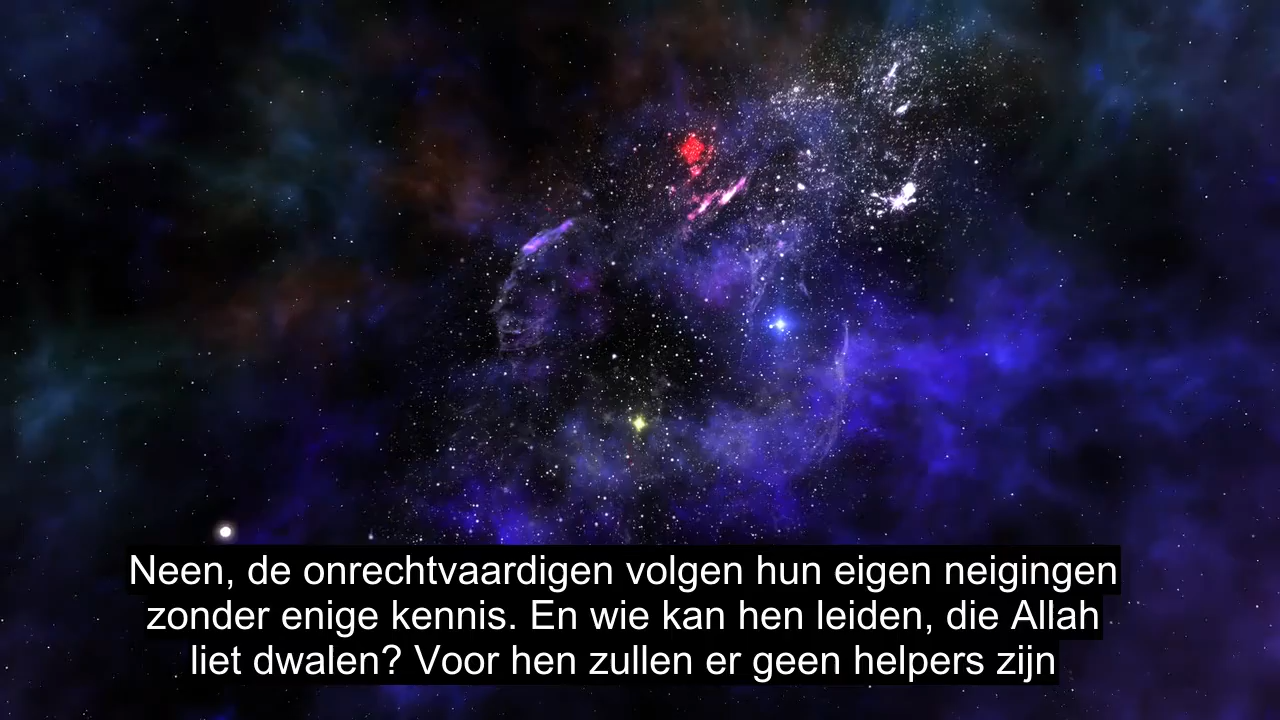 Neen, de onrechtvaardigen volgen hun eigen neigingen
zonder enige kennis. En wie kan hen leiden, die Allah
liet dwalen? Voor hen zullen er geen helpers zijn